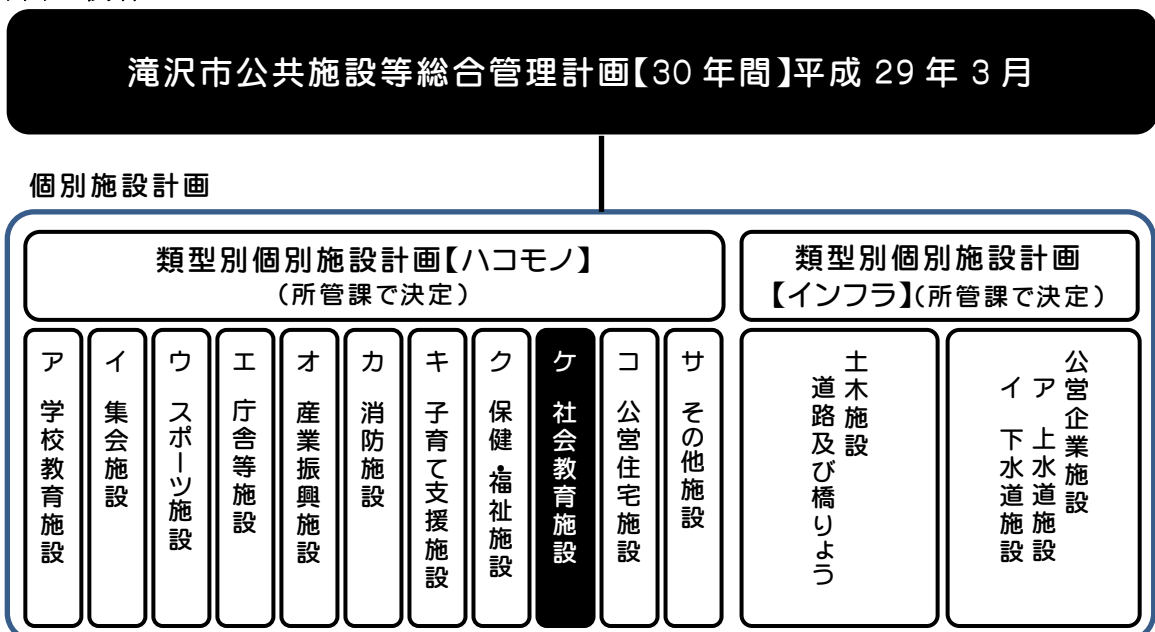 滝沢市公共施設等総合管理計画【30年間】平成 29 年 3 月
個別施設計画
類型別個別施設計画【ハコモノ】
（所管課で決定）
類型別個別施設計画
【インフラ】（所管課で決定）
ア 学校教育施設
イ 集会施設
ウ スポーツ施設
エ 庁舎等施設
オ 産業振興施設
カ 消防施設
キ 子育て支援施設
ク 保健・福祉施設
ケ 社会教育施設
コ 公営住宅施設
サ その他施設
土木施設
道路及び橋りょう
公営企業施設
ア 上水道施設
イ 下水道施設